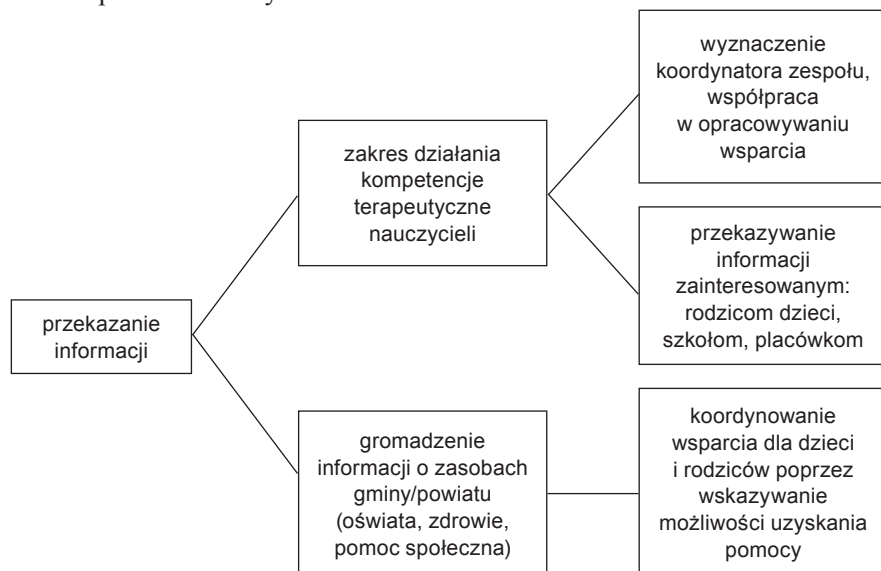 wyznaczenie
koordynatora zespołu,
współpraca
w opracowywaniu
wsparcia
zakres działania
kompetencje
terapeutyczne
nauczycieli
przekazywanie
informacji
zainteresowanym:
rodzicom dzieci,
szkołom, placówkom
przekazanie
informacji
gromadzenie
informacji o zasobach
gminy/powiatu
(oświata, zdrowie,
pomoc społeczna)
koordynowanie
wsparcia dla dzieci
i rodziców poprzez
wskazywanie
możliwości uzyskania
pomocy